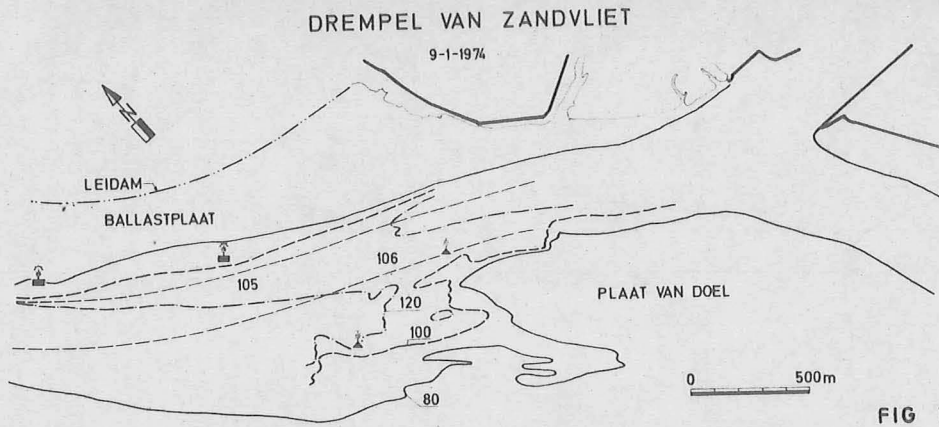 DREMPEL VAN ZANDVLIET
9-1-1974
N
LEIDAM
BALLASTPLAAT
105
106
120
100
80
PLAAT VAN DOEL
0 500m
FIG